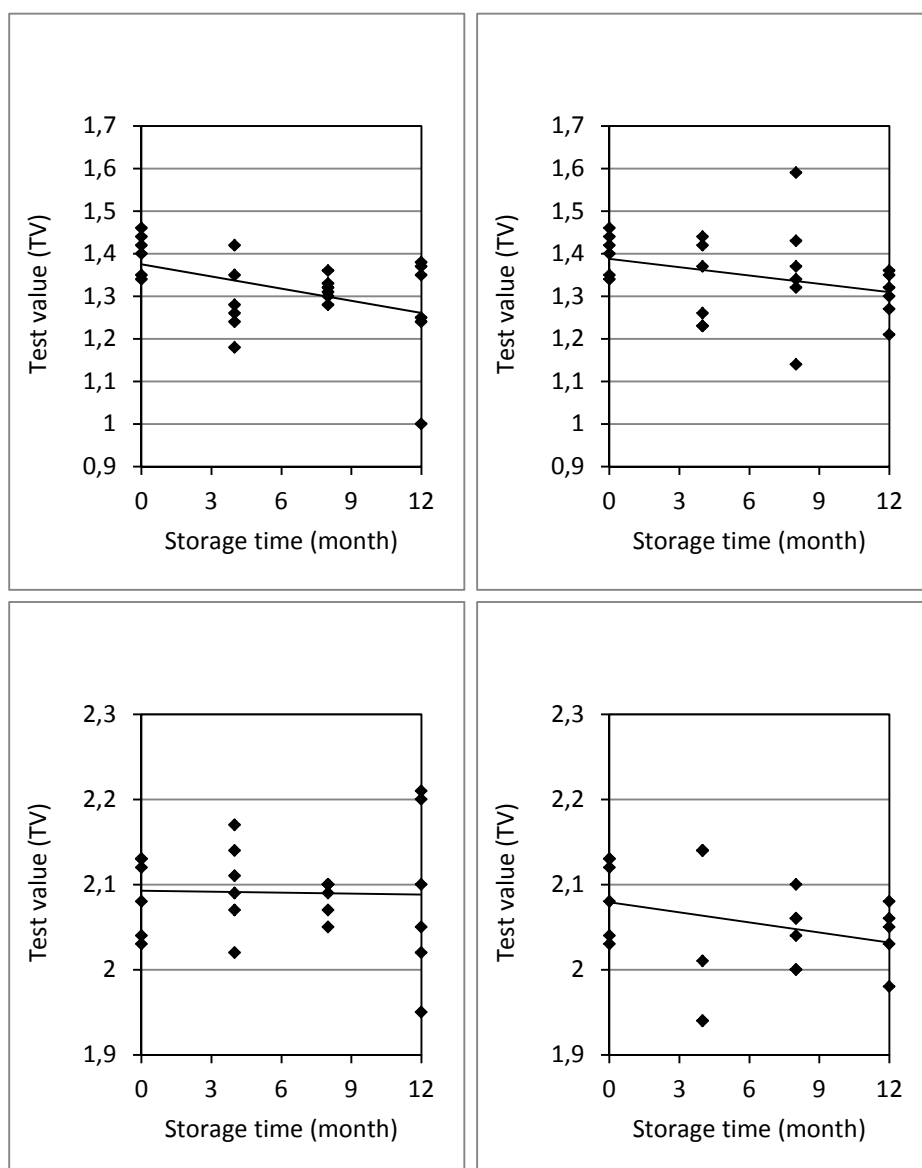 1,7
1,6
1,5
1,4
1,3
1,2
1,1
1
0,9
Test value (TV)
0 3 6 9 12
Storage time (month)
1,7
1,6
1,5
1,4
1,3
1,2
1,1
1
0,9
Test value (TV)
0 3 6 9 12
Storage time (month)
2,3
2,2
2,1
2
1,9
Test value (TV)
0 3 6 9 12
Storage time (month)
2,3
2,2
2,1
2
1,9
Test value (TV)
0 3 6 9 12
Storage time (month)